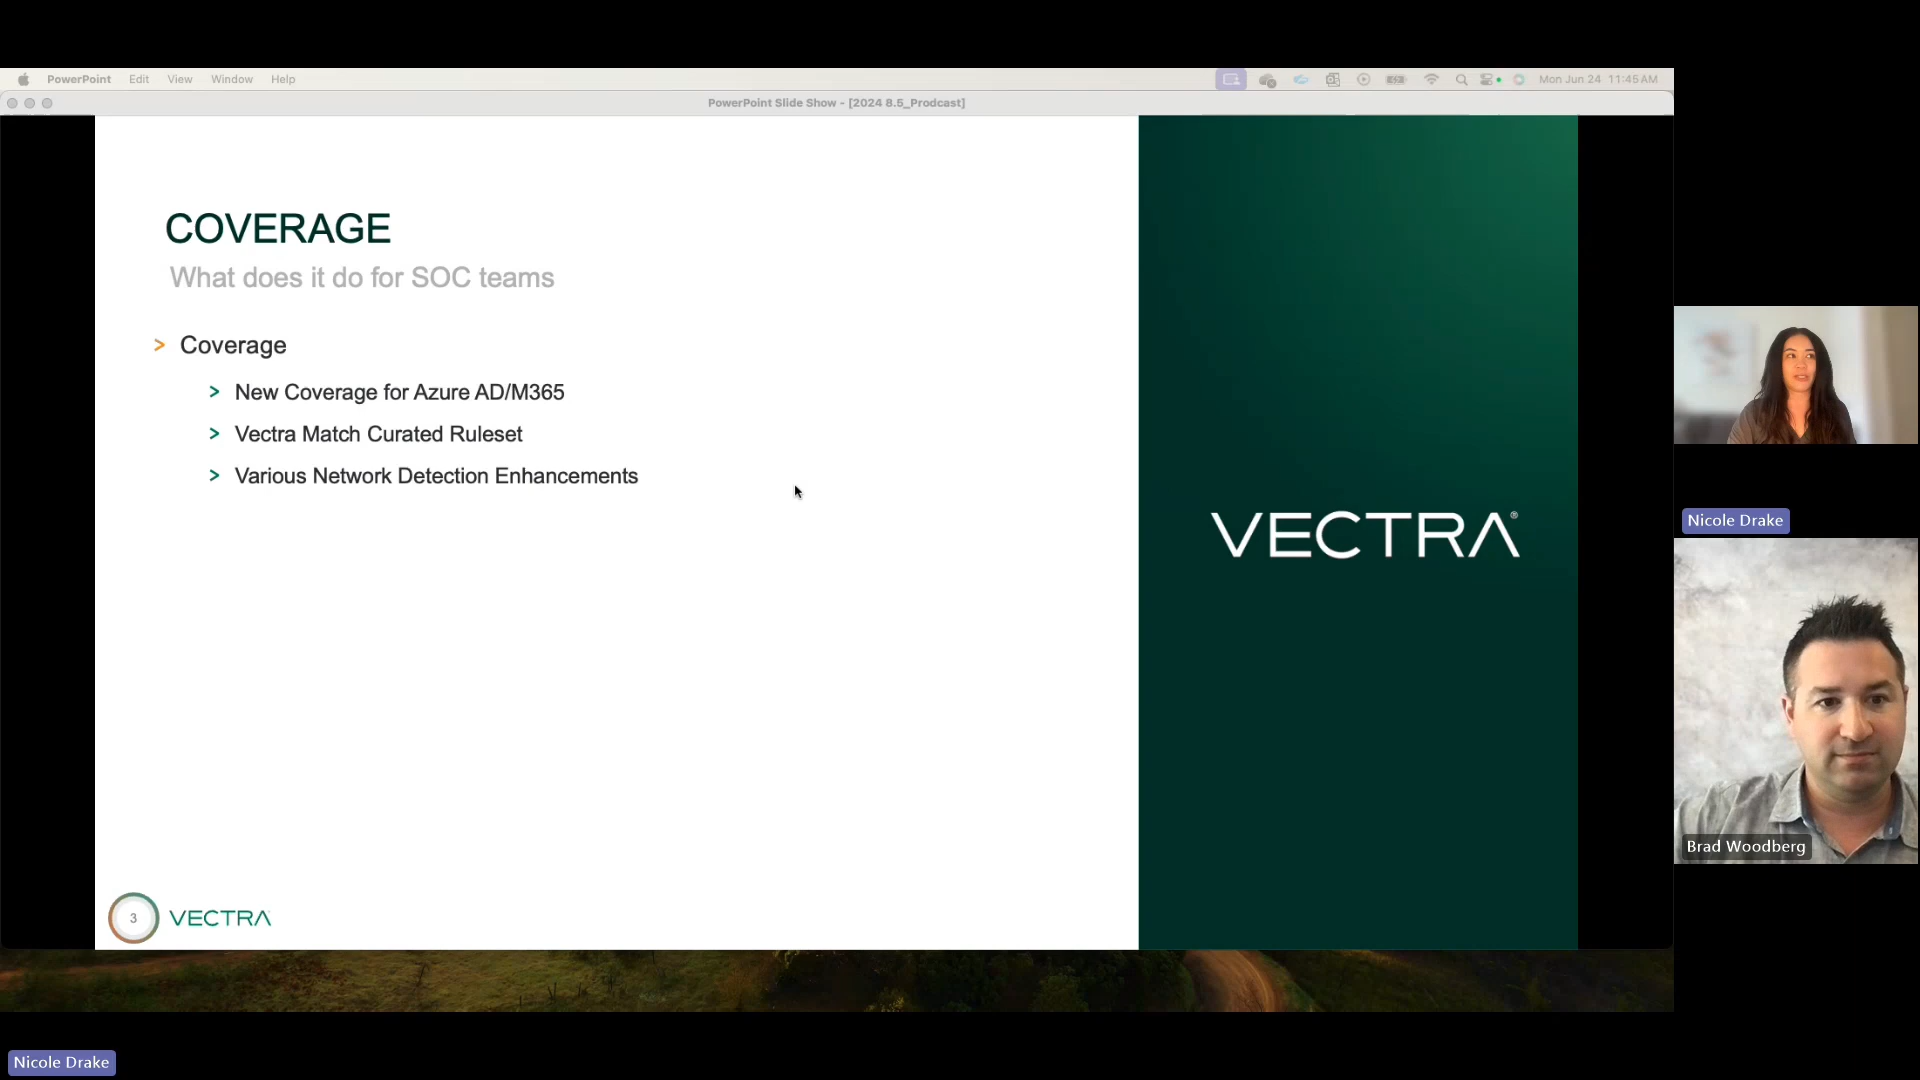 PowerPoint Edit View Window Help Mon Jun 24 11:45 AM
PowerPoint Slide Show - [2024 8.5_Prodcast]
COVERAGE
What does it do for SOC teams
> Coverage
> New Coverage for Azure AD/M365
> Vectra Match Curated Ruleset
> Various Network Detection Enhancements
VECTRA®
Nicole Drake
Brad Woodberg
3 VECTRA
Nicole Drake